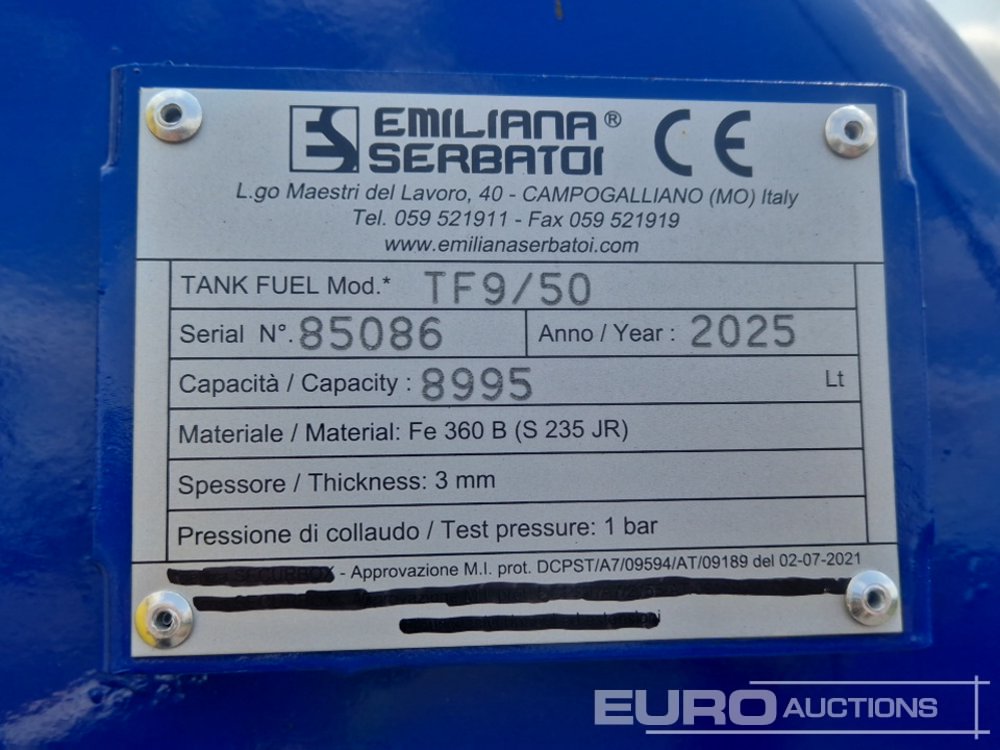 EMILIANA®
SERBATOI
CE
L.go Maestri del Lavoro, 40 - CAMPOGALLIANO (MO) Italy
Tel. 059 521911 - Fax 059 521919
www.emilianaserbatoi.com
TANK FUEL Mod.* TF9/50
Serial N°. 85086 Anno / Year : 2025
Capacità / Capacity : 8995 Lt
Materiale / Material: Fe 360 B (S 235 JR)
Spessore / Thickness: 3 mm
Pressione di collaudo / Test pressure: 1 bar
- Approvazione M.I. prot. DCPST/A7/09594/AT/09189 del 02-07-2021
EURO AUCTIONS